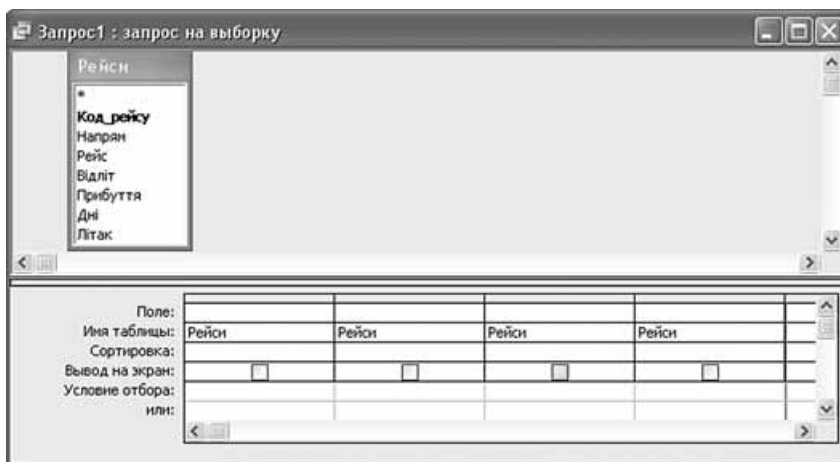 Запрос1 : запрос на выборку
Рейси
*
Код_рейсу
Напрям
Рейс
Відліт
Прибуття
Дні
Літак
Поле:
Имя таблицы: Рейси Рейси Рейси Рейси
Сортировка:
Вывод на экран:
Условие отбора:
или: